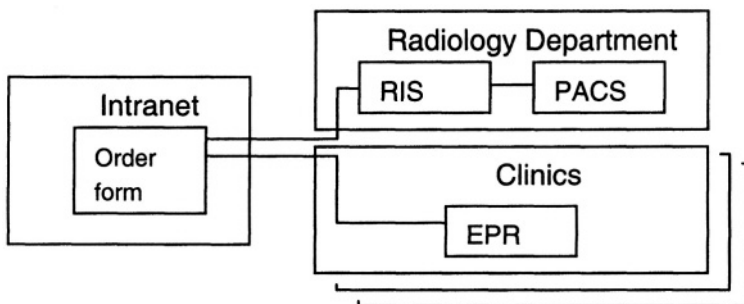 Radiology Department
RIS
PACS
Intranet
Order
form
Clinics
EPR